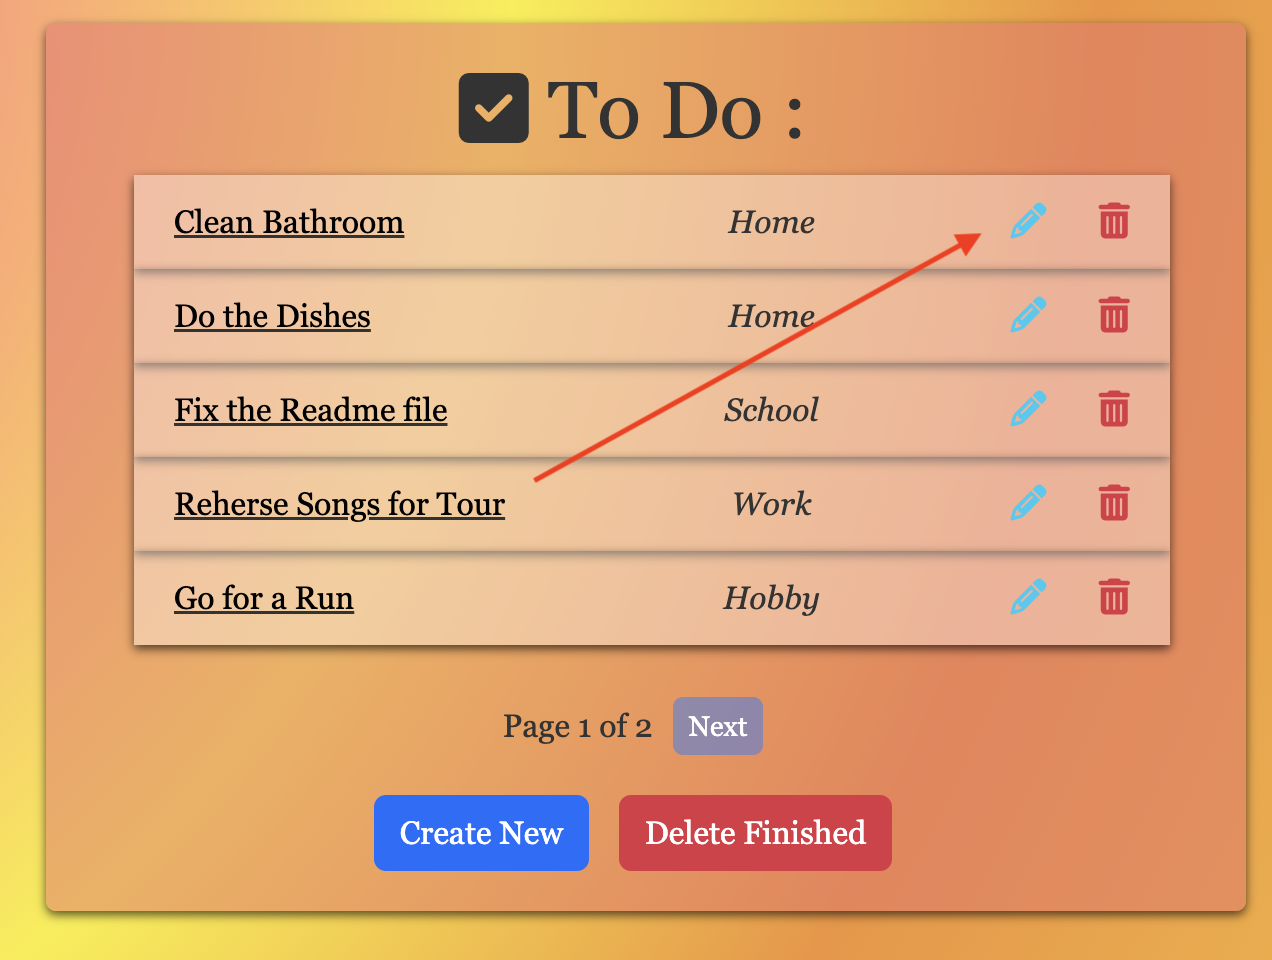 To Do :
Clean Bathroom Home
Do the Dishes Home
Fix the Readme file School
Reherse Songs for Tour Work
Go for a Run Hobby
Page 1 of 2 Next
Create New Delete Finished